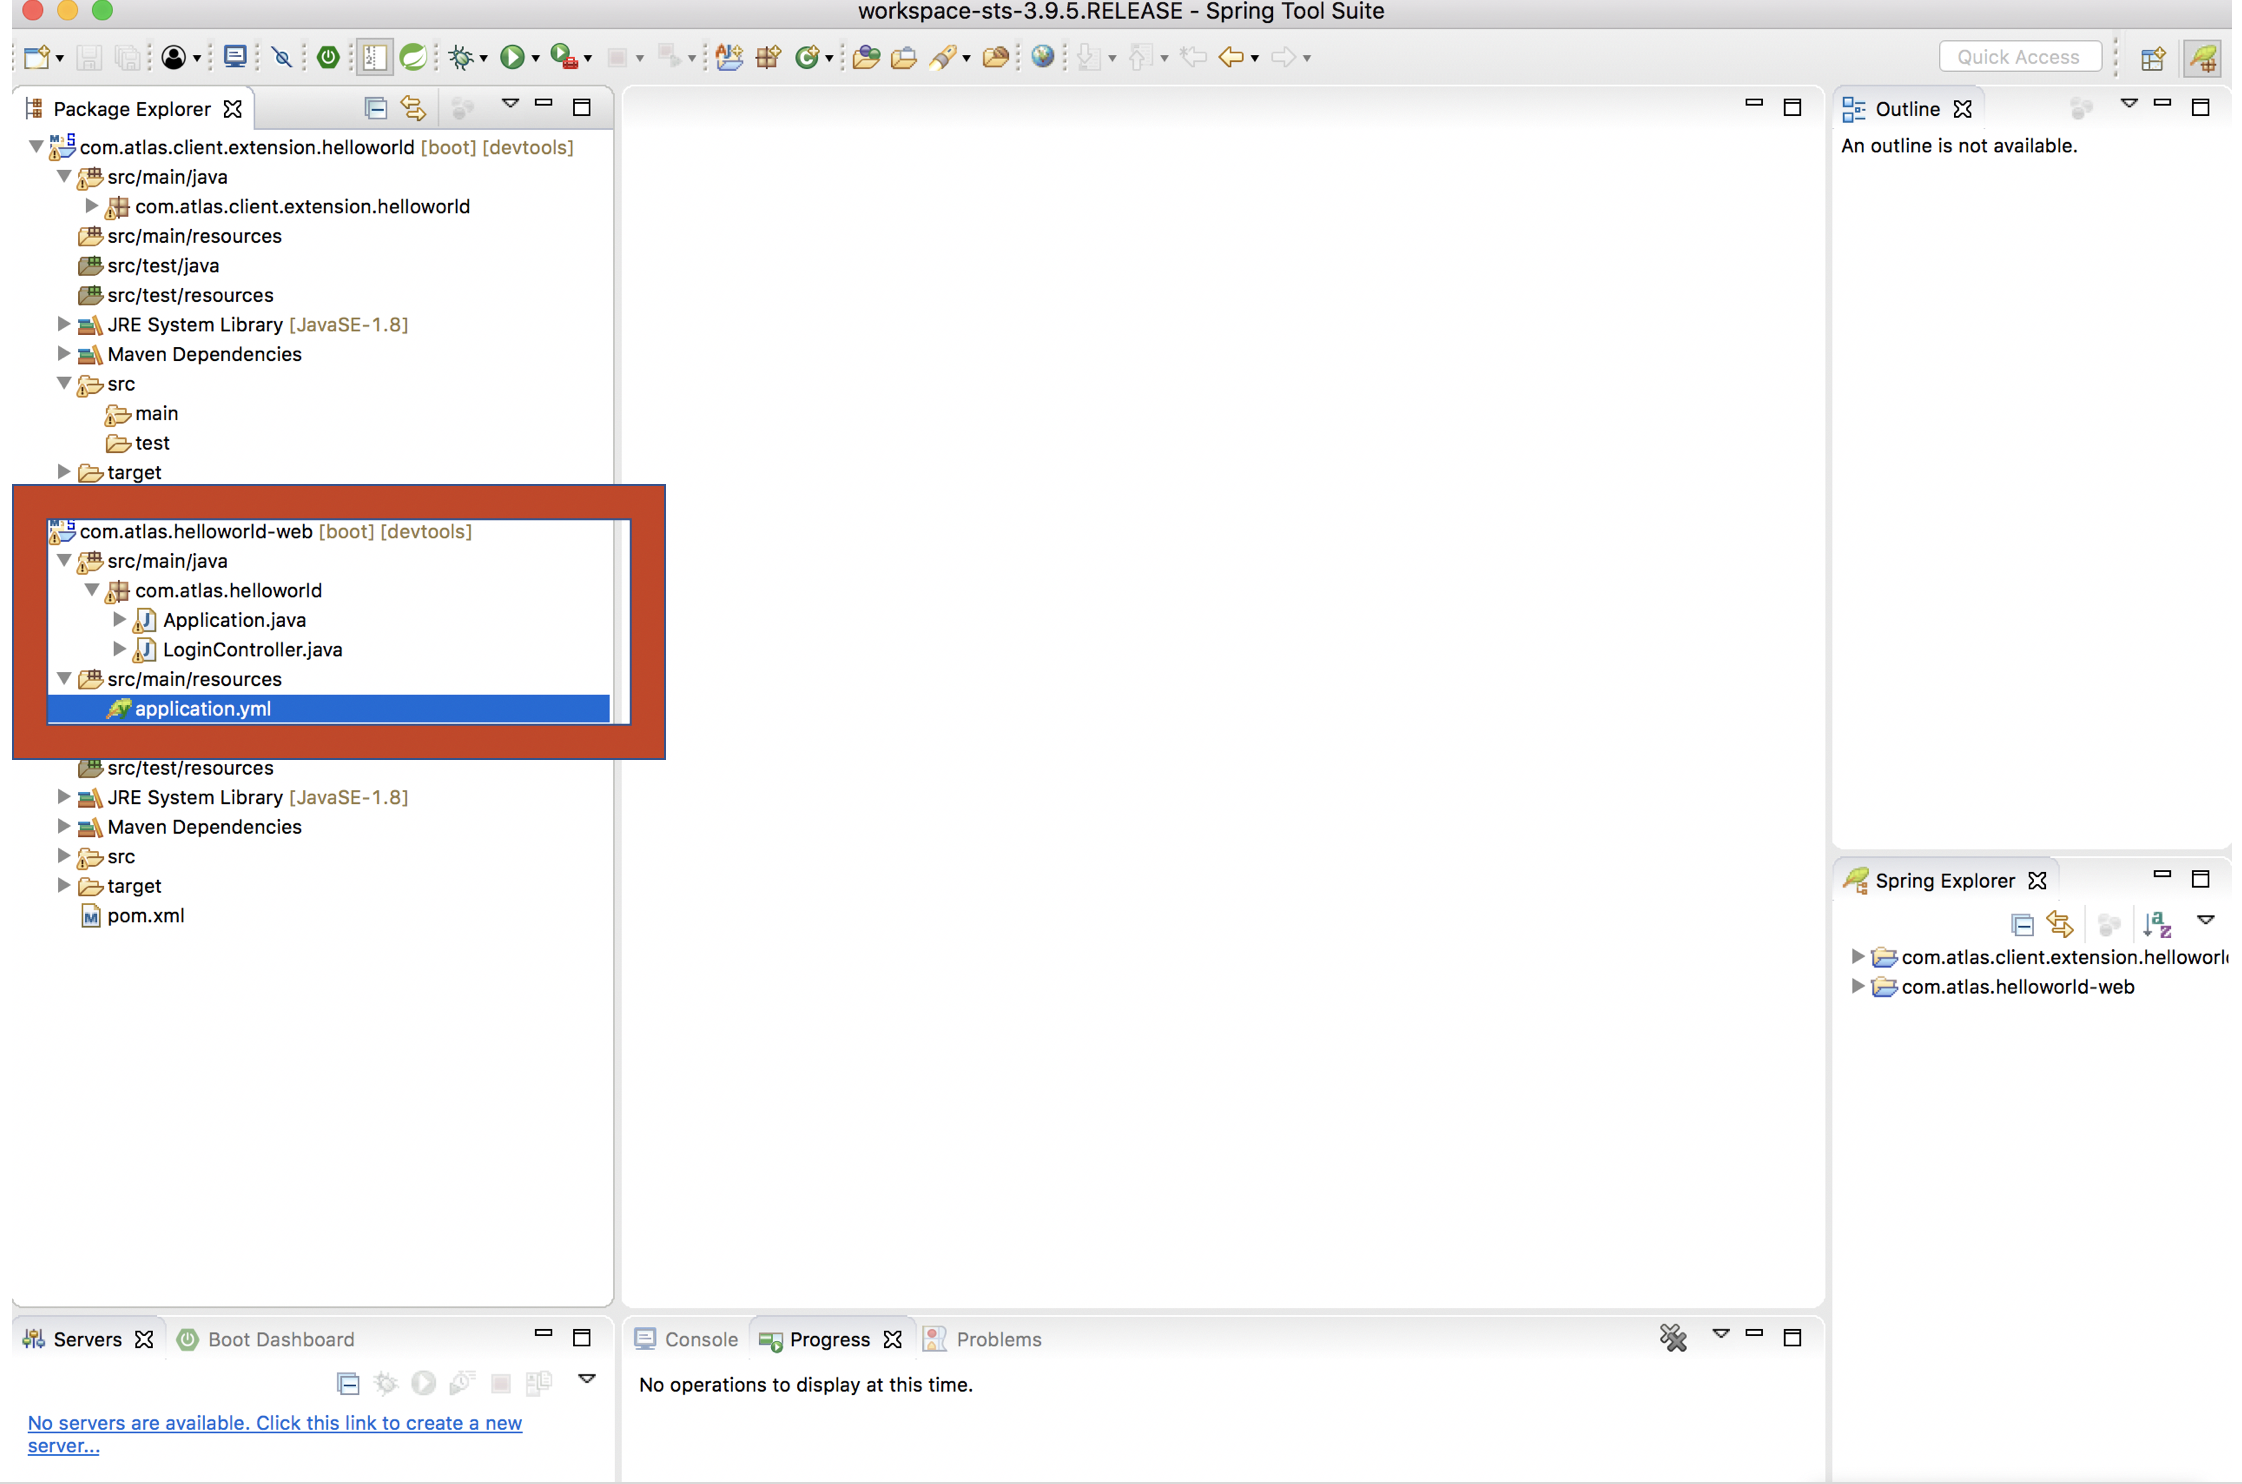 workspace-sts-3.9.5.RELEASE - Spring Tool Suite
Quick Access
Package Explorer
com.atlas.client.extension.helloworld [boot] [devtools]
src/main/java
com.atlas.client.extension.helloworld
src/main/resources
src/test/java
src/test/resources
JRE System Library [JavaSE-1.8]
Maven Dependencies
src
main
test
target
com.atlas.helloworld-web [boot] [devtools]
src/main/java
com.atlas.helloworld
Application.java
LoginController.java
src/main/resources
application.yml
src/test/resources
JRE System Library [JavaSE-1.8]
Maven Dependencies
src
target
pom.xml
Outline
An outline is not available.
Spring Explorer
com.atlas.client.extension.helloworl
com.atlas.helloworld-web
Servers
Boot Dashboard
No servers are available. Click this link to create a new
server...
Console
Progress
Problems
No operations to display at this time.